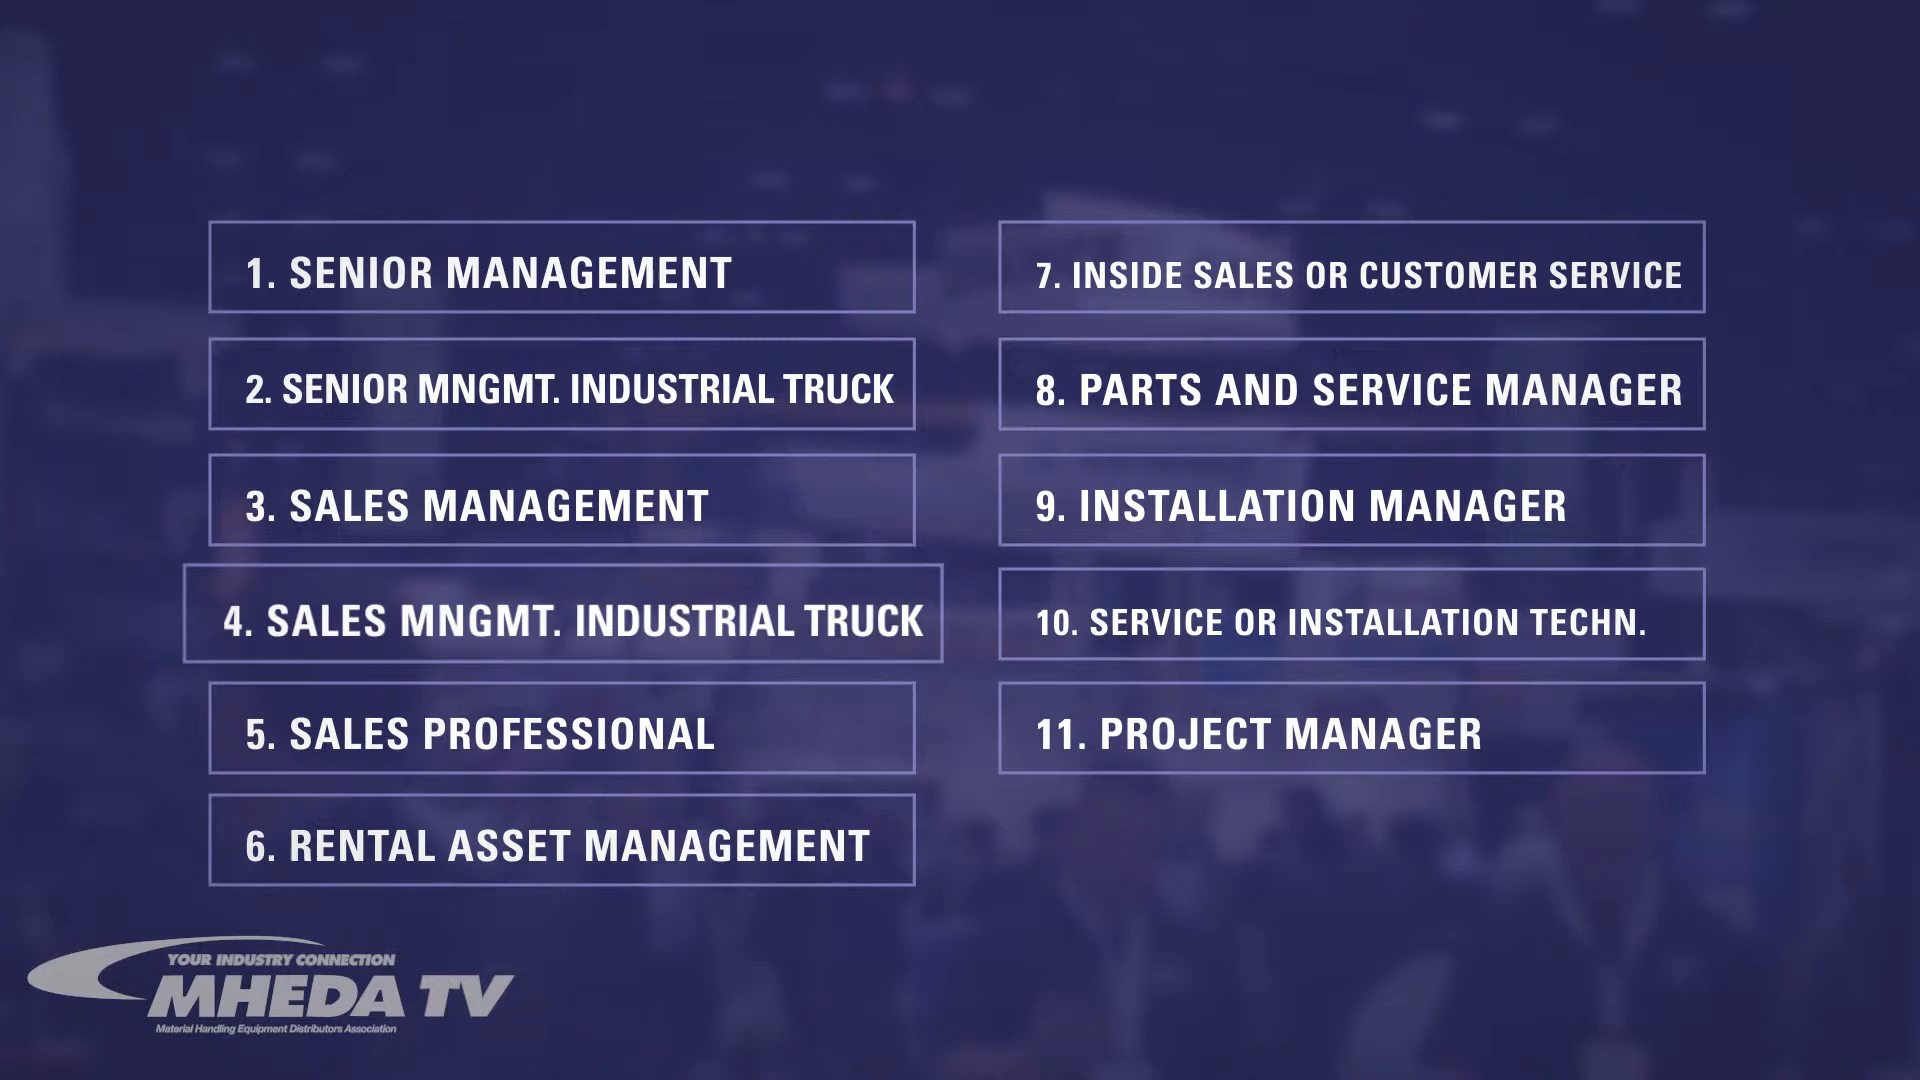 1. SENIOR MANAGEMENT
2. SENIOR MNGMT. INDUSTRIAL TRUCK
3. SALES MANAGEMENT
4. SALES MNGMT. INDUSTRIAL TRUCK
5. SALES PROFESSIONAL
6. RENTAL ASSET MANAGEMENT
7. INSIDE SALES OR CUSTOMER SERVICE
8. PARTS AND SERVICE MANAGER
9. INSTALLATION MANAGER
10. SERVICE OR INSTALLATION TECHN.
11. PROJECT MANAGER
YOUR INDUSTRY CONNECTION
MHEDA TV
Material Handling Equipment Distributors Association